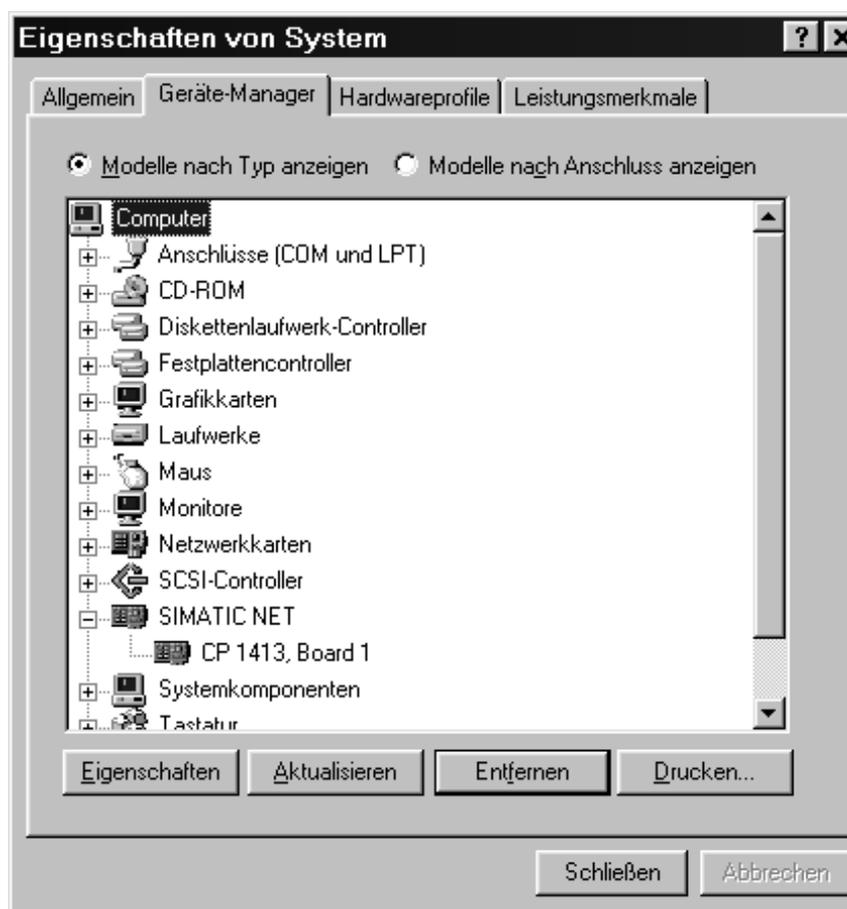 Eigenschaften von System
Allgemein Geräte-Manager Hardwareprofile Leistungsmerkmale
Modelle nach Typ anzeigen Modelle nach Anschluss anzeigen
Computer
Anschlüsse (COM und LPT)
CD-ROM
Diskettenlaufwerk-Controller
Festplattencontroller
Grafikkarten
Laufwerke
Maus
Monitore
Netzwerkkarten
SCSI-Controller
SIMATIC NET
CP 1413, Board 1
Systemkomponenten
Tastatur
Eigenschaften Aktualisieren Entfernen Drucken...
Schließen Abbrechen